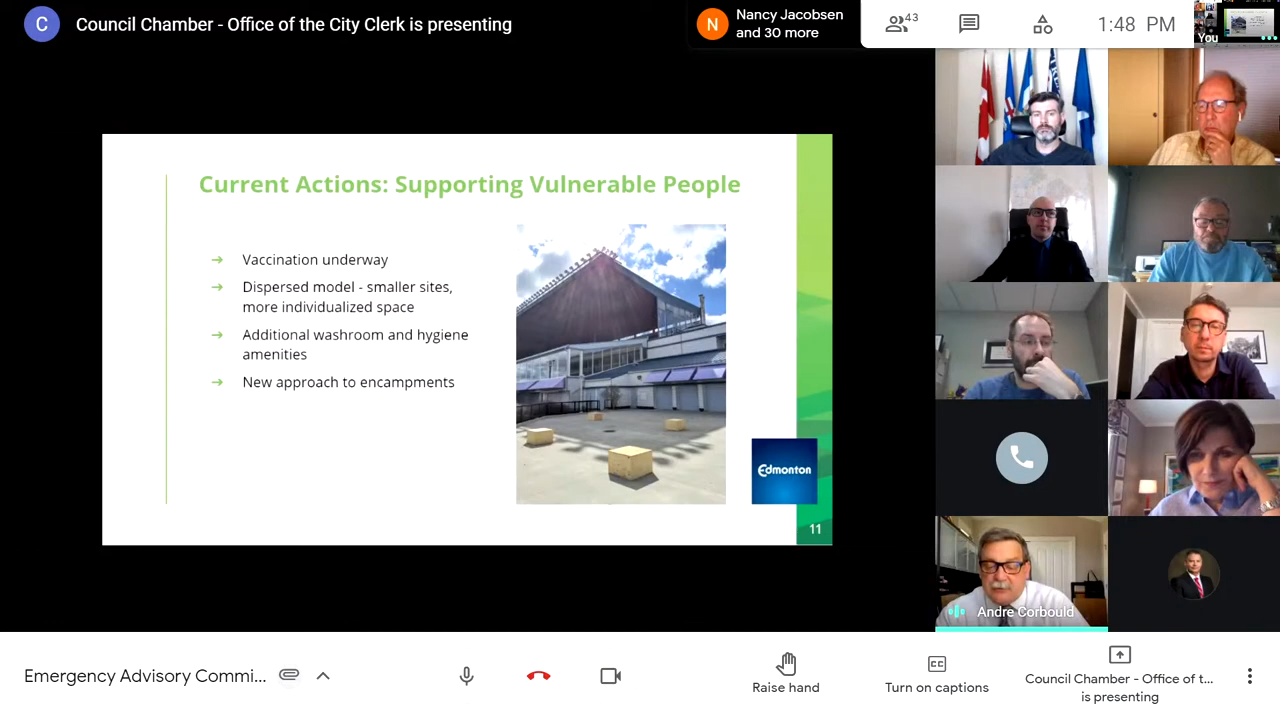 C
Council Chamber - Office of the City Clerk is presenting
N
Nancy Jacobsen
and 30 more
43
1:48 PM
You
Current Actions: Supporting Vulnerable People
→ Vaccination underway
→ Dispersed model - smaller sites,
more individualized space
→ Additional washroom and hygiene
amenities
→ New approach to encampments
Edmonton
11
Andre Corbould
Emergency Advisory Commi...
Raise hand
CC
Turn on captions
Council Chamber - Office of t...
is presenting